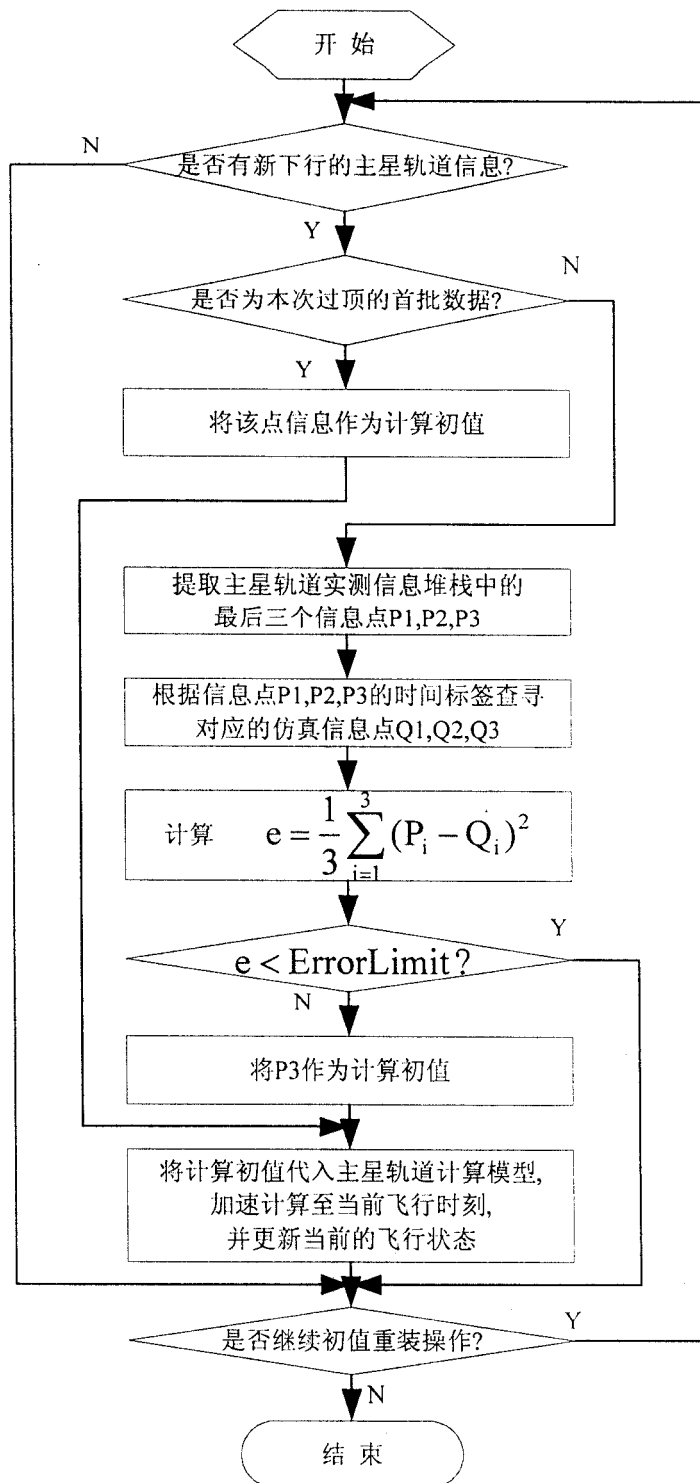 开 始
N
是否有新下行的主星轨道信息?
Y
N
是否为本次过顶的首批数据?
Y
将该点信息作为计算初值
提取主星轨道实测信息堆栈中的
最后三个信息点P1,P2,P3
根据信息点P1,P2,P3的时间标签查寻
对应的仿真信息点Q1,Q2,Q3
计算 e = \frac{1}{3}\sum_{i=1}^{3}(P_i - Q_i)^2
Y
e < ErrorLimit?
N
将P3作为计算初值
将计算初值代入主星轨道计算模型,
加速计算至当前飞行时刻,
并更新当前的飞行状态
是否继续初值重装操作?
Y
N
结 束